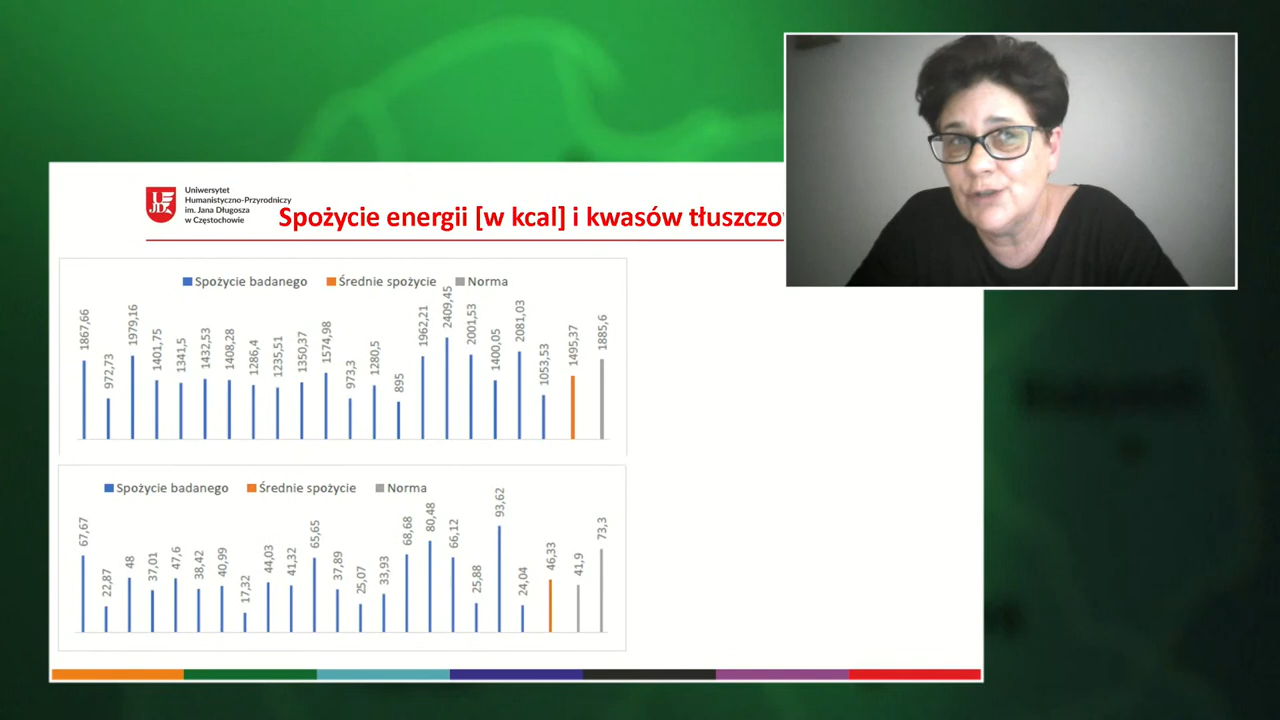 Uniwersytet
Humanistyczno-Przyrodniczy
im. Jana Długosza
w Częstochowie
UJD
Spożycie energii [w kcal] i kwasów
Spożycie badanego Średnie spożycie Norma
1867,66 972,73 1979,16 1401,75 1341,5 1432,53 1408,28 1286,4 1235,51 1350,37 1574,98 973,3 1280,5 895 1962,21 2409,45 2001,53 1400,05 2081,03 1053,53 1495,37 1885,6
Spożycie badanego Średnie spożycie Norma
67,67 22,87 48 37,01 47,6 38,42 40,99 17,32 44,03 41,32 65,65 37,89 25,07 33,93 68,68 80,48 66,12 25,88 93,62 24,04 46,33 41,9 73,3